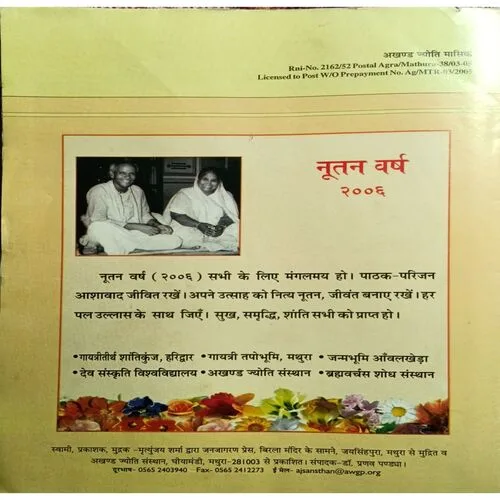 अखण्ड ज्योति मासिक
Rni-No. 2162/52 Postal Agra/Mathura-38/03-05
Licensed to Post W/O Prepayment No. Ag/MTR-03/2005
नूतन वर्ष
२००६
नूतन वर्ष ( २००६ ) सभी के लिए मंगलमय हो। पाठक-परिजन
आशावाद जीवित रखें। अपने उत्साह को नित्य नूतन, जीवंत बनाए रखें। हर
पल उल्लास के साथ जिएँ। सुख, समृद्धि, शांति सभी को प्राप्त हो।
•गायत्रीतीर्थ शांतिकुंज, हरिद्वार •गायत्री तपोभूमि, मथुरा •जन्मभूमि आँवलखेड़ा
•देव संस्कृति विश्वविद्यालय •अखण्ड ज्योति संस्थान •ब्रह्मवर्चस शोध संस्थान
स्वामी, प्रकाशक, मुद्रक -मृत्युंजय शर्मा द्वारा जनजागरण प्रेस, बिरला मंदिर के सामने, जयसिंहपुरा, मथुरा से मुद्रित व
अखण्ड ज्योति संस्थान, घीयामंडी, मथुरा-281003 से प्रकाशित। संपादक-डॉ. प्रणव पण्ड्या।
दूरभाष- 0565 2403940 Fax- 0565 2412273 ई मेल- ajsansthan@awgp.org